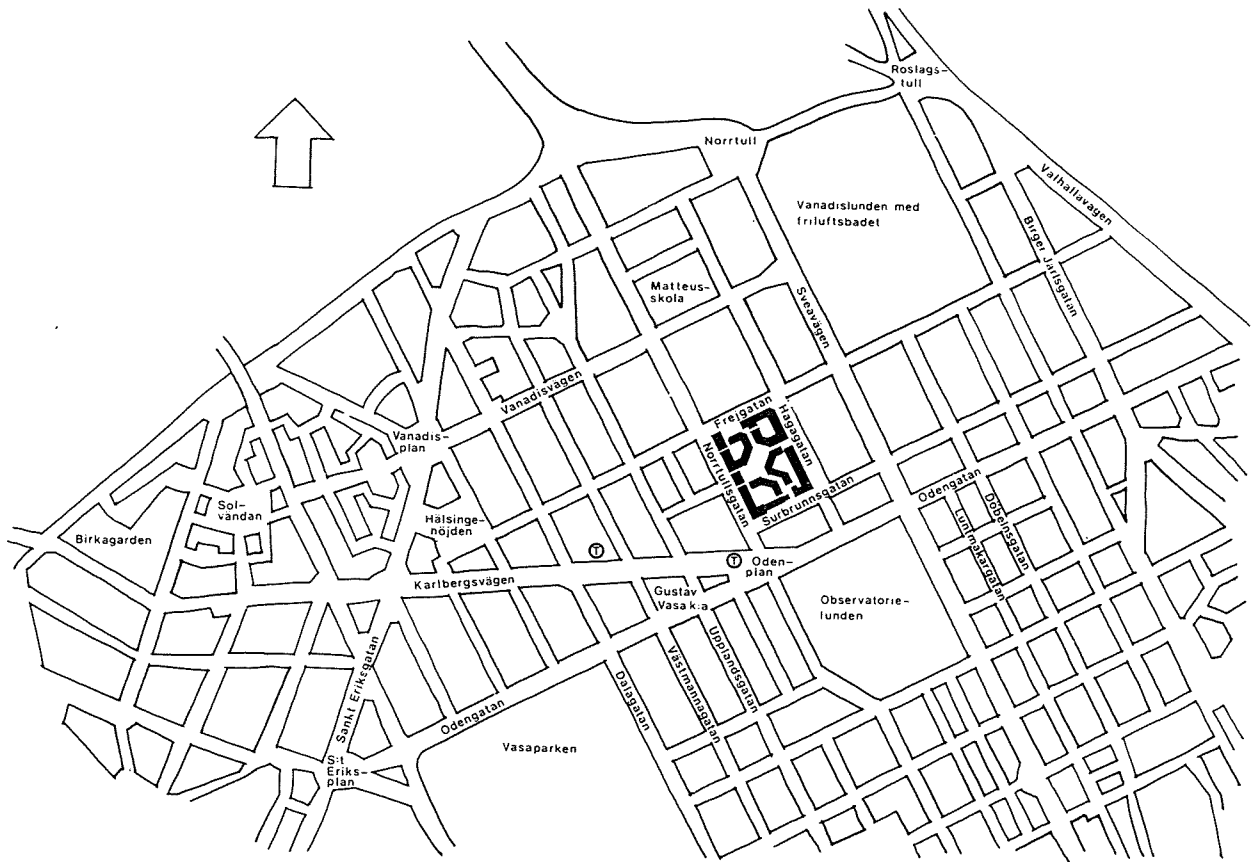 Roslags-
tull
Norrtull
Valhallavägen
Vanadislunden med
friluftsbadet
Birger Jarlsgatan
Matteus-
skola
Sveavägen
Vanadisvägen
Frejgatan
Hagagatan
Vanadis-
plan
Norrtullsgatan
Surbrunnsgatan
Odengatan
Döbelnsgatan
Luntmakargatan
Sol-
vändan
Hälsinge-
höjden
Birkagarden
T
T
Oden-
plan
Karlbergsvägen
Gustav
Vasa k:a
Observatorie-
lunden
Upplandsgatan
Västmannagatan
Dalagatan
Sankt Eriksgatan
Odengatan
Vasaparken
S:t
Eriks-
plan